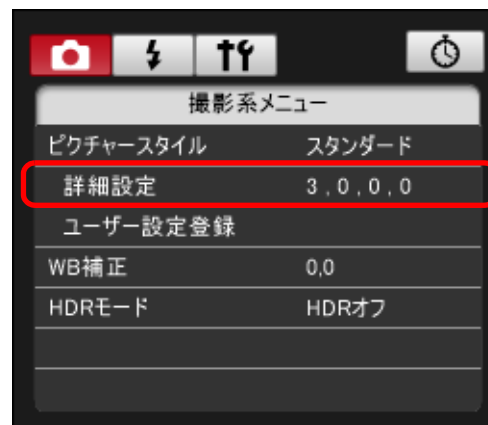 撮影系メニュー
ピクチャースタイル スタンダード
詳細設定 3 , 0 , 0 , 0
ユーザー設定登録
WB補正 0,0
HDRモード HDRオフ